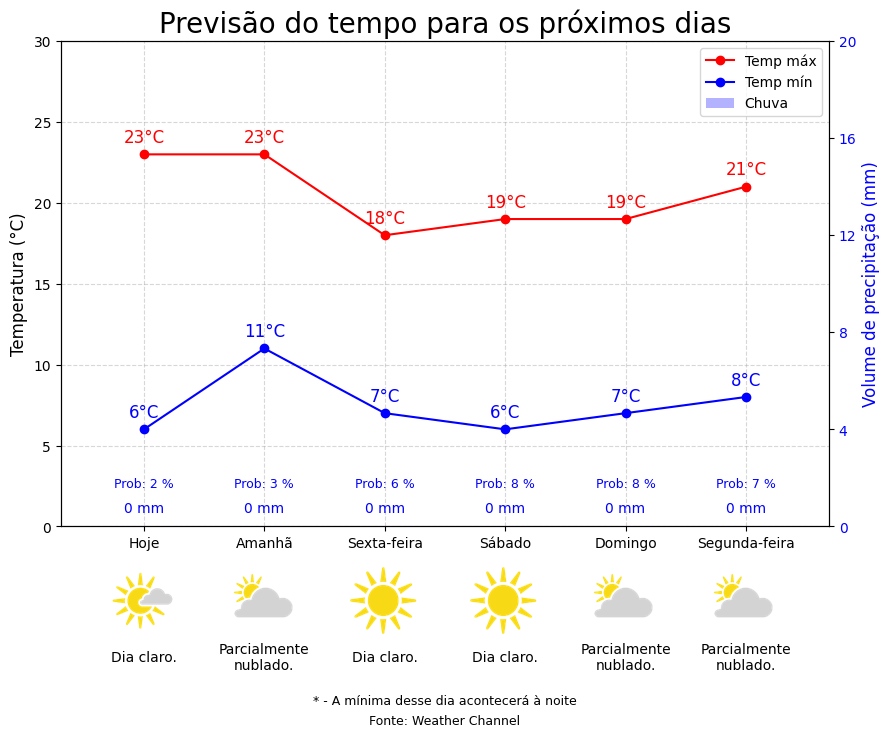 Previsão do tempo para os próximos dias
Temp máx
Temp mín
Chuva
Temperatura (°C)
Volume de precipitação (mm)
30
25
20
15
10
5
0
20
16
12
8
4
0
23°C
23°C
18°C
19°C
19°C
21°C
6°C
11°C
7°C
6°C
7°C
8°C
Prob: 2 %
Prob: 3 %
Prob: 6 %
Prob: 8 %
Prob: 8 %
Prob: 7 %
0 mm
0 mm
0 mm
0 mm
0 mm
0 mm
Hoje
Amanhã
Sexta-feira
Sábado
Domingo
Segunda-feira
Dia claro.
Parcialmente
nublado.
Dia claro.
Dia claro.
Parcialmente
nublado.
Parcialmente
nublado.
* - A mínima desse dia acontecerá à noite
Fonte: Weather Channel